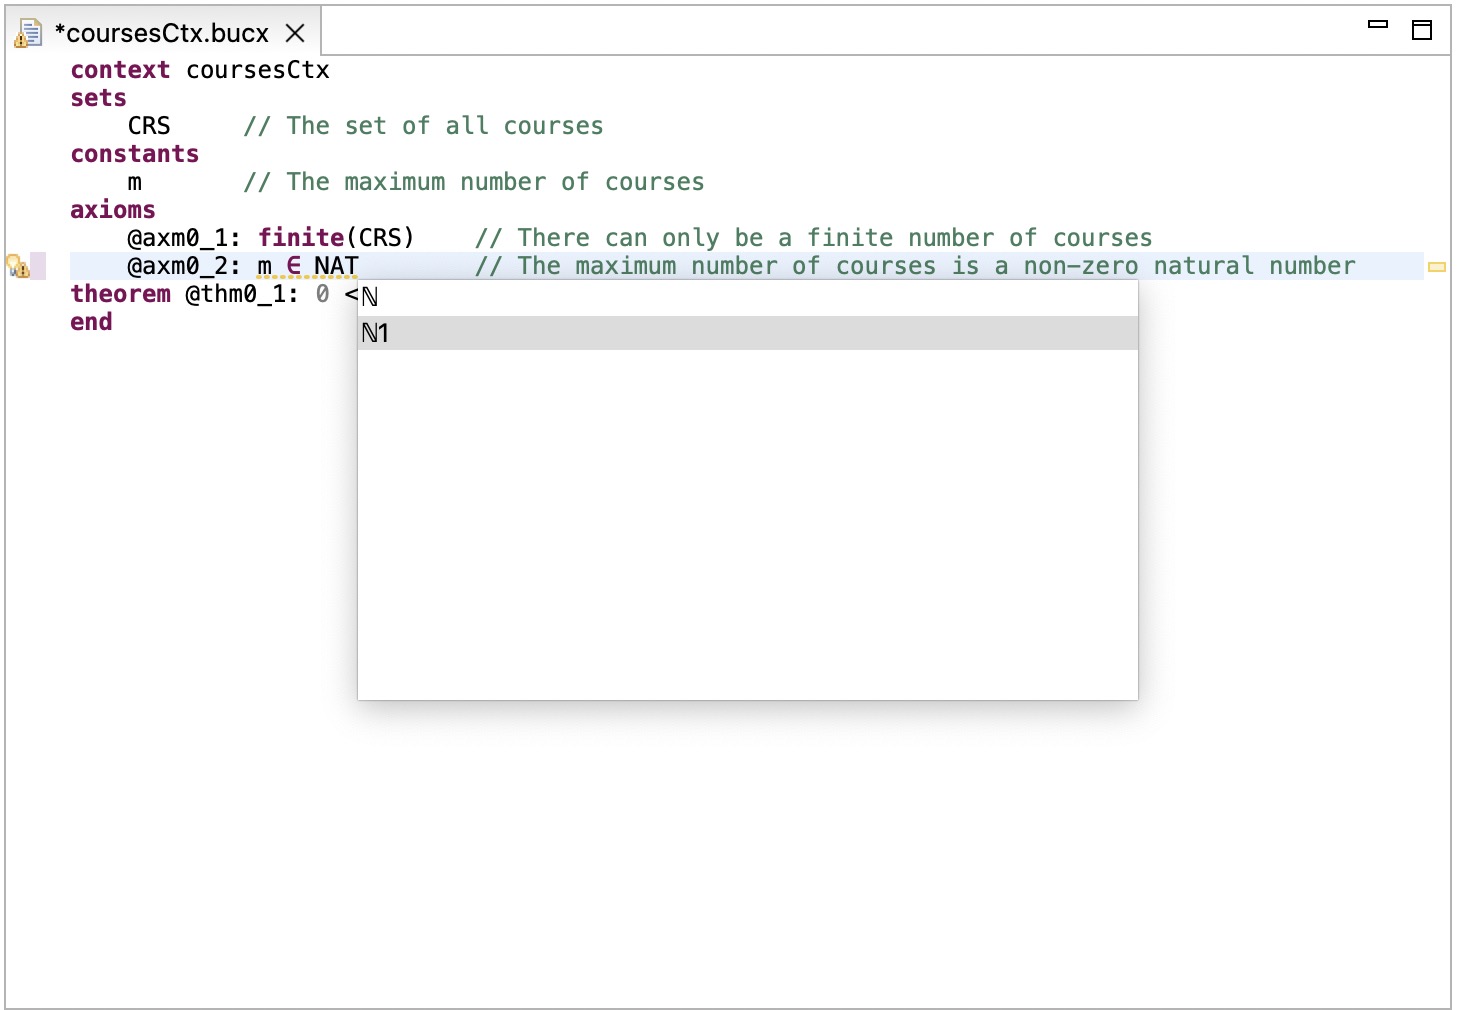 *coursesCtx.bucx
context coursesCtx
sets
CRS // The set of all courses
constants
m // The maximum number of courses
axioms
@axm0_1: finite(CRS) // There can only be a finite number of courses
@axm0_2: m ∈ NAT // The maximum number of courses is a non-zero natural number
theorem @thm0_1: 0 <
end
ℕ
ℕ1